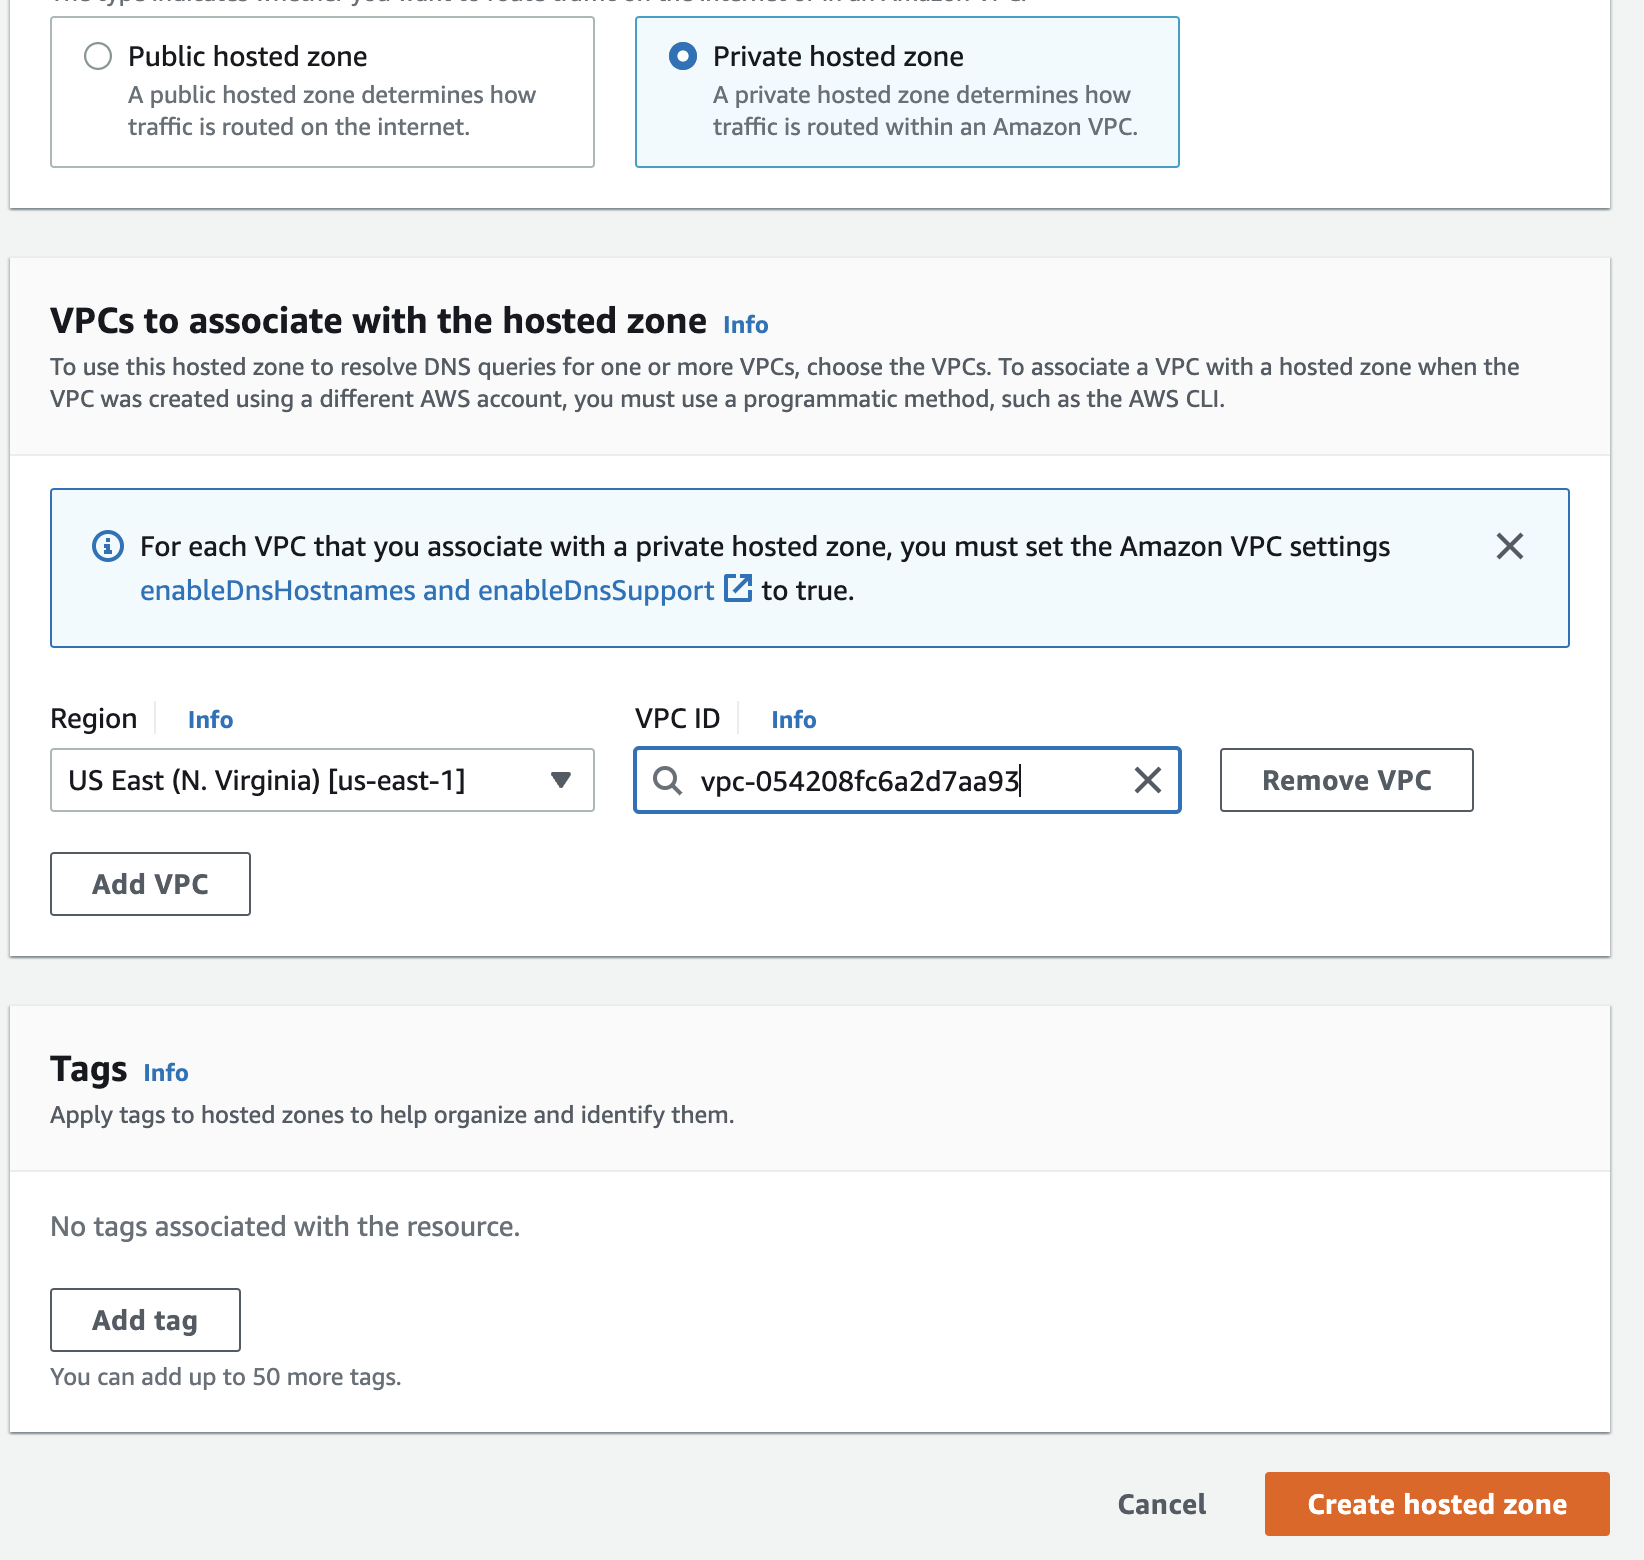 Public hosted zone
A public hosted zone determines how
traffic is routed on the internet.
Private hosted zone
A private hosted zone determines how
traffic is routed within an Amazon VPC.
VPCs to associate with the hosted zone Info
To use this hosted zone to resolve DNS queries for one or more VPCs, choose the VPCs. To associate a VPC with a hosted zone when the
VPC was created using a different AWS account, you must use a programmatic method, such as the AWS CLI.
For each VPC that you associate with a private hosted zone, you must set the Amazon VPC settings
enableDnsHostnames and enableDnsSupport to true.
Region Info
VPC ID Info
US East (N. Virginia) [us-east-1]
vpc-054208fc6a2d7aa93
Remove VPC
Add VPC
Tags Info
Apply tags to hosted zones to help organize and identify them.
No tags associated with the resource.
Add tag
You can add up to 50 more tags.
Cancel
Create hosted zone